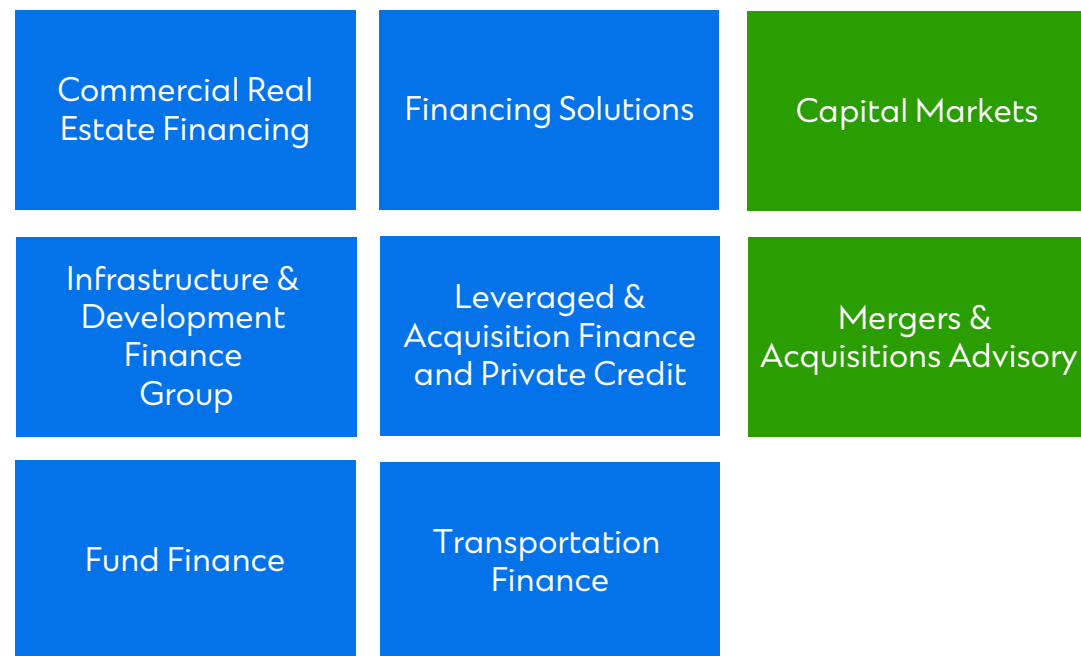 Commercial Real
Estate Financing
Financing Solutions
Capital Markets
Infrastructure &
Development
Finance
Group
Leveraged &
Acquisition Finance
and Private Credit
Mergers &
Acquisitions Advisory
Fund Finance
Transportation
Finance